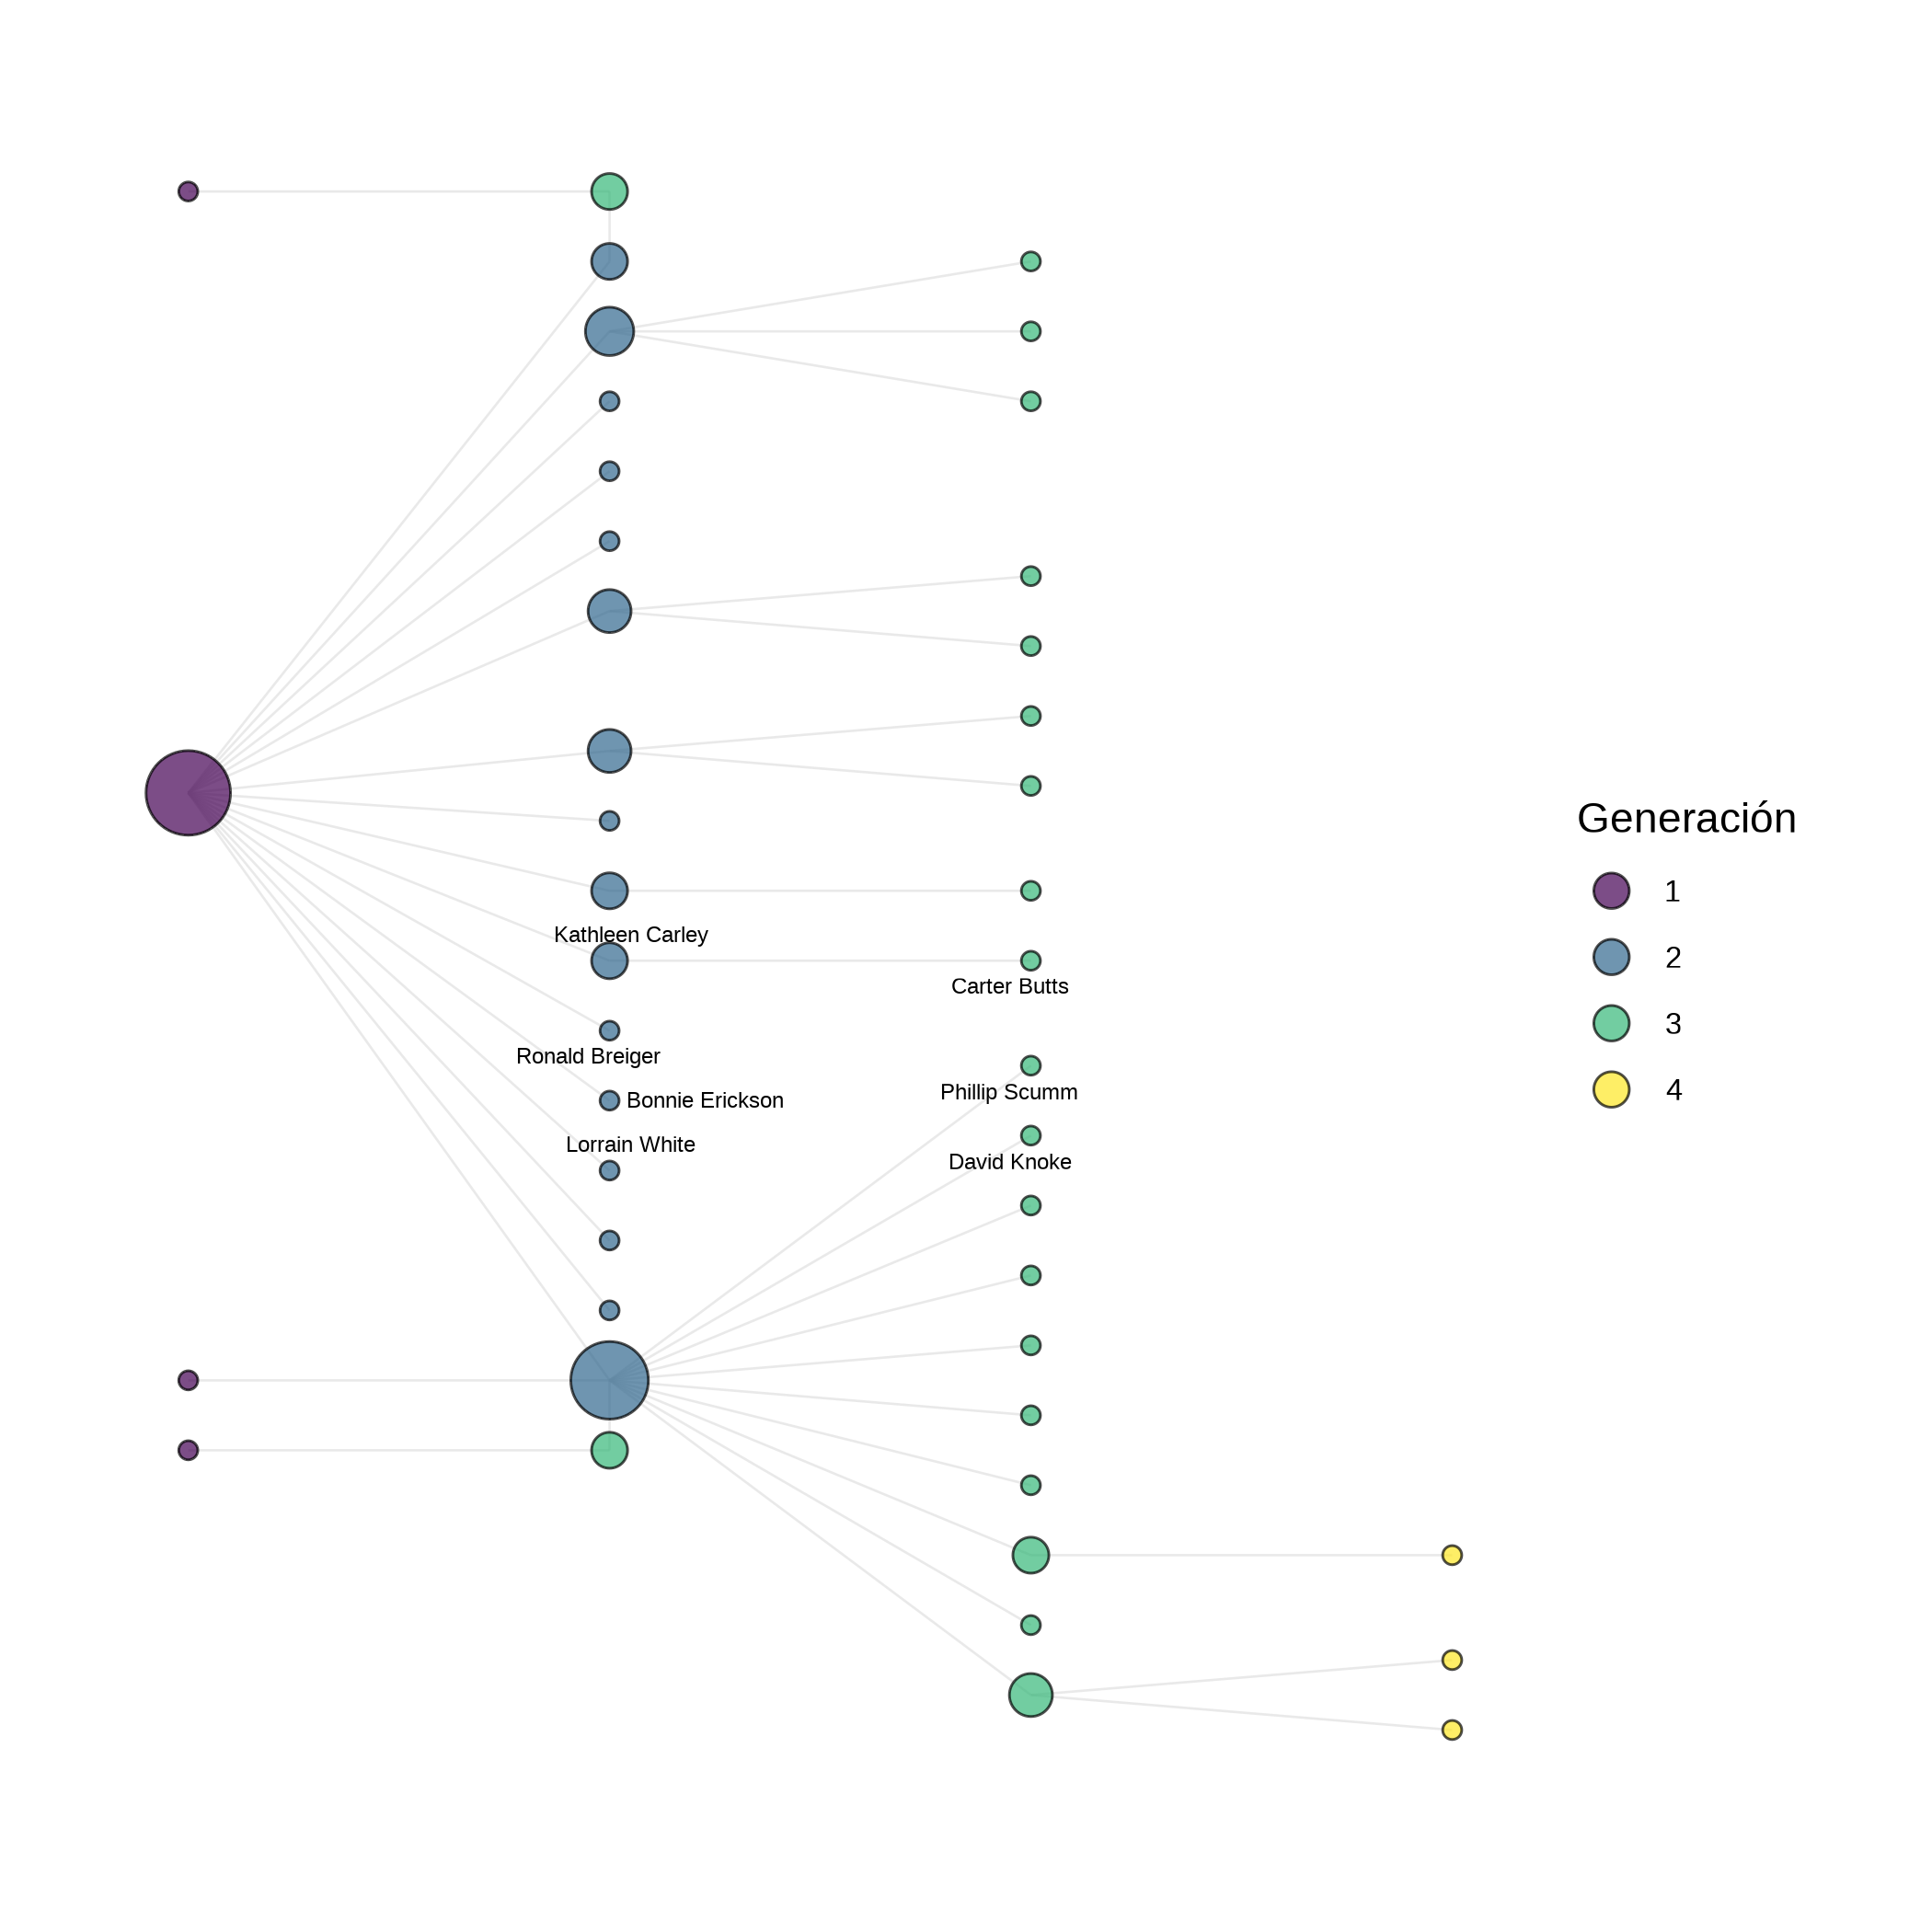 Kathleen Carley
Carter Butts
Ronald Breiger
Bonnie Erickson
Phillip Scumm
Lorrain White
David Knoke
Generación
1
2
3
4